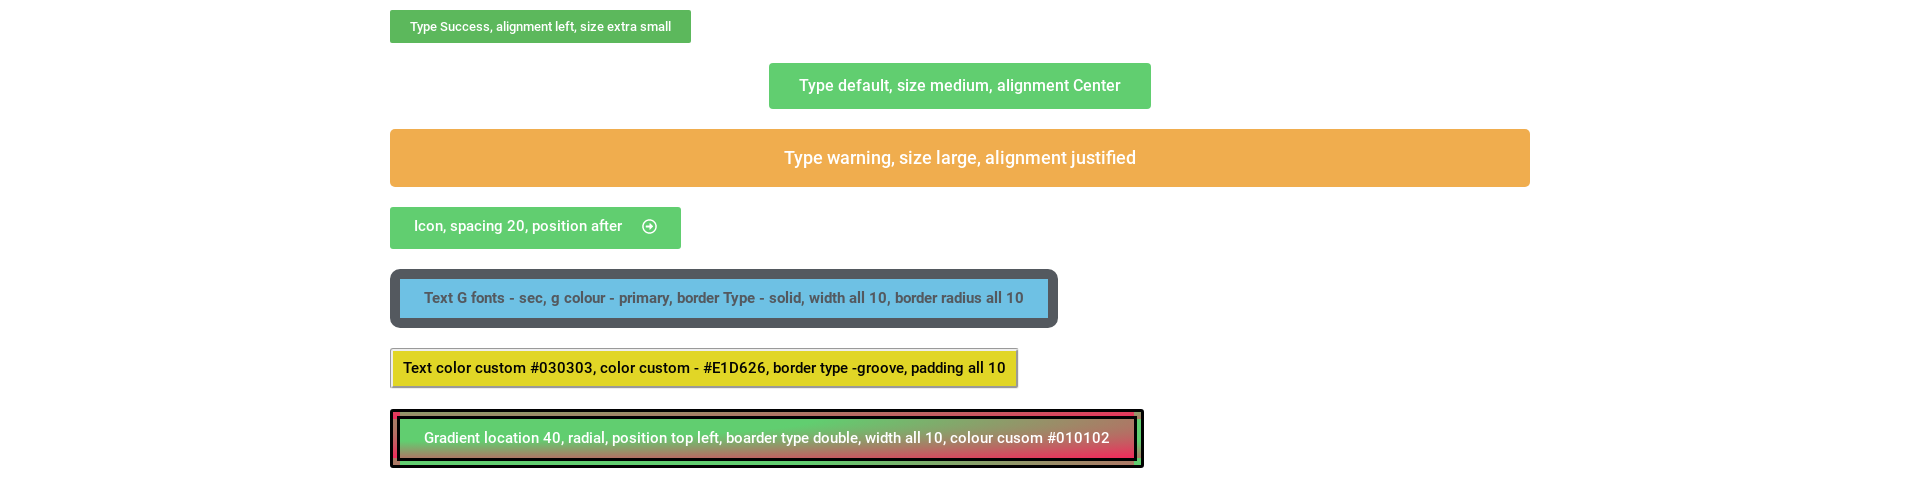 Type Success, alignment left, size extra small
Type default, size medium, alignment Center
Type warning, size large, alignment justified
Icon, spacing 20, position after
Text G fonts - sec, g colour - primary, border Type - solid, width all 10, border radius all 10
Text color custom #030303, color custom - #E1D626, border type -groove, padding all 10
Gradient location 40, radial, position top left, boarder type double, width all 10, colour cusom #010102